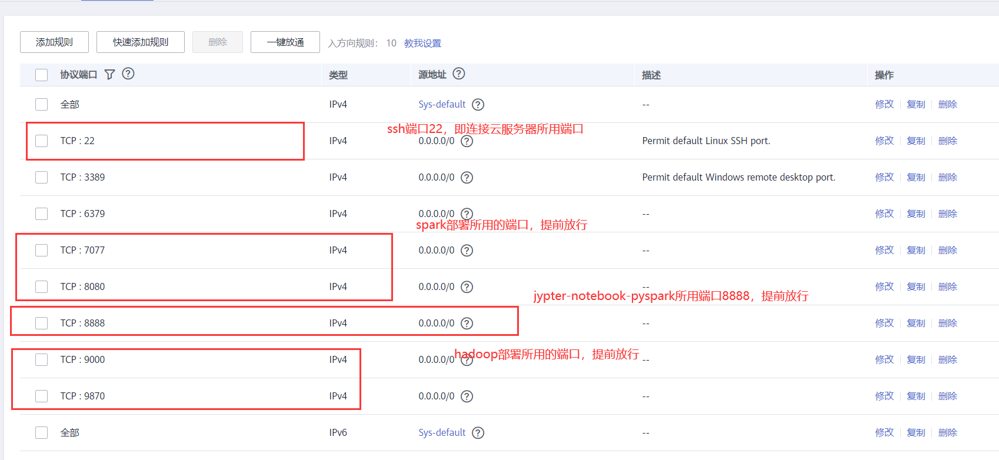 添加规则 快速添加规则 删除 一键放通 入方向规则： 10 教我设置
协议端口 类型 源地址 描述 操作
全部 IPv4 Sys-default -- 修改 复制 删除
ssh端口22，即连接云服务器所用端口
TCP : 22 IPv4 0.0.0.0/0 Permit default Linux SSH port. 修改 复制 删除
TCP : 3389 IPv4 0.0.0.0/0 Permit default Windows remote desktop port. 修改 复制 删除
TCP : 6379 IPv4 0.0.0.0/0 -- 修改 复制 删除
spark部署所用的端口，提前放行
TCP : 7077 IPv4 0.0.0.0/0 -- 修改 复制 删除
TCP : 8080 IPv4 0.0.0.0/0 -- 修改 复制 删除
jypter-notebook-pyspark所用端口8888，提前放行
TCP : 8888 IPv4 0.0.0.0/0 -- 修改 复制 删除
hadoop部署所用的端口，提前放行
TCP : 9000 IPv4 0.0.0.0/0 -- 修改 复制 删除
TCP : 9870 IPv4 0.0.0.0/0 -- 修改 复制 删除
全部 IPv6 Sys-default -- 修改 复制 删除